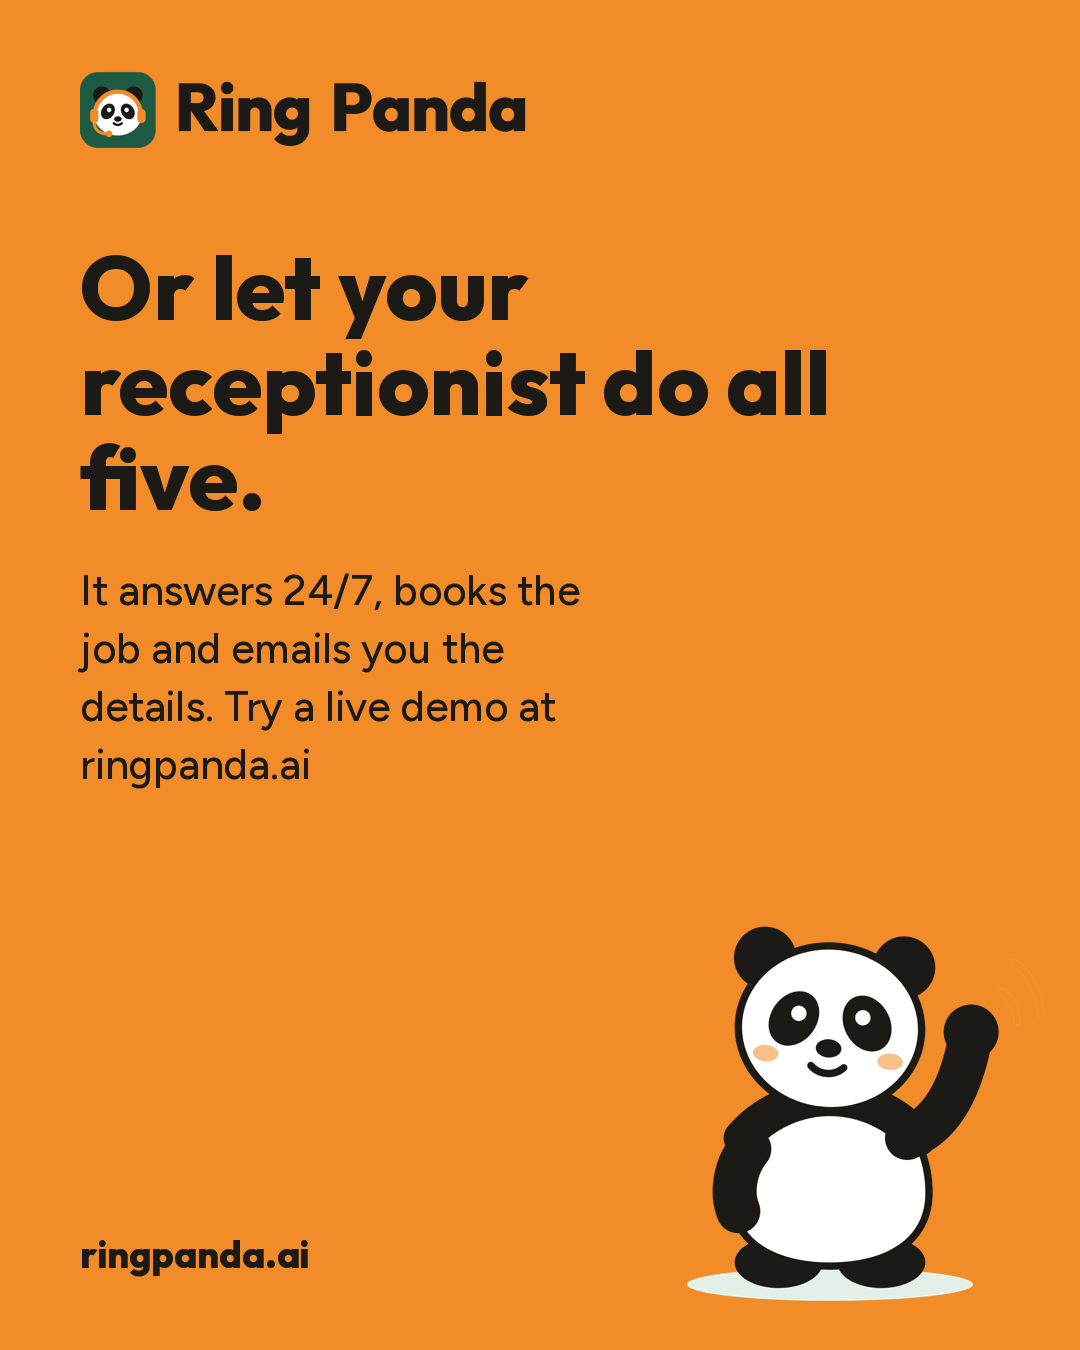 Ring Panda
Or let your
receptionist do all
five.
It answers 24/7, books the
job and emails you the
details. Try a live demo at
ringpanda.ai
ringpanda.ai